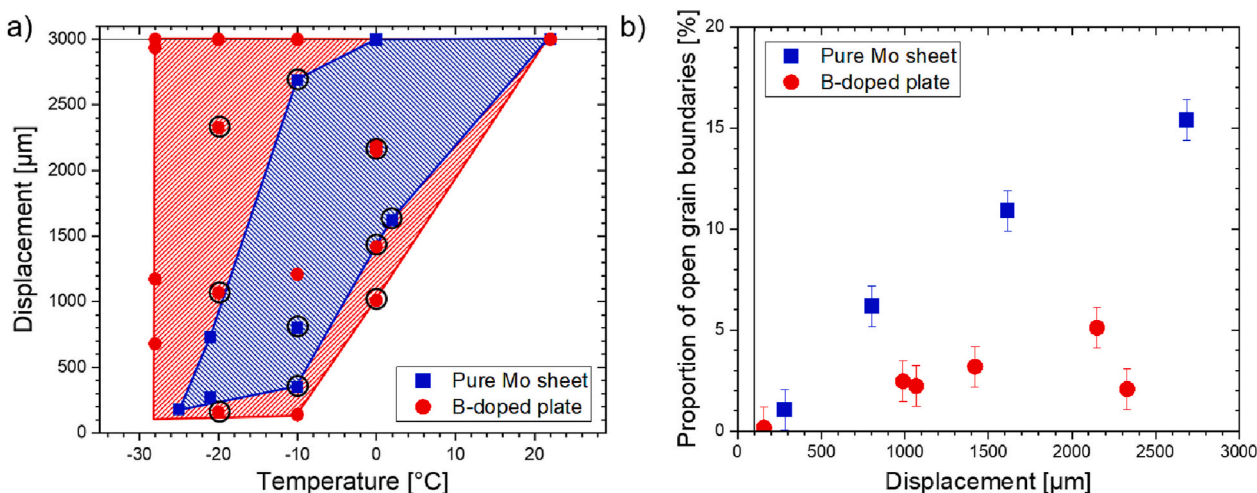 a)
3000
2500
2000
1500
1000
500
0
Displacement [µm]
-30
-20
-10
0
10
20
Temperature [°C]
Pure Mo sheet
B-doped plate
b)
20
15
10
5
0
Proportion of open grain boundaries [%]
0
500
1000
1500
2000
2500
3000
Displacement [µm]
Pure Mo sheet
B-doped plate